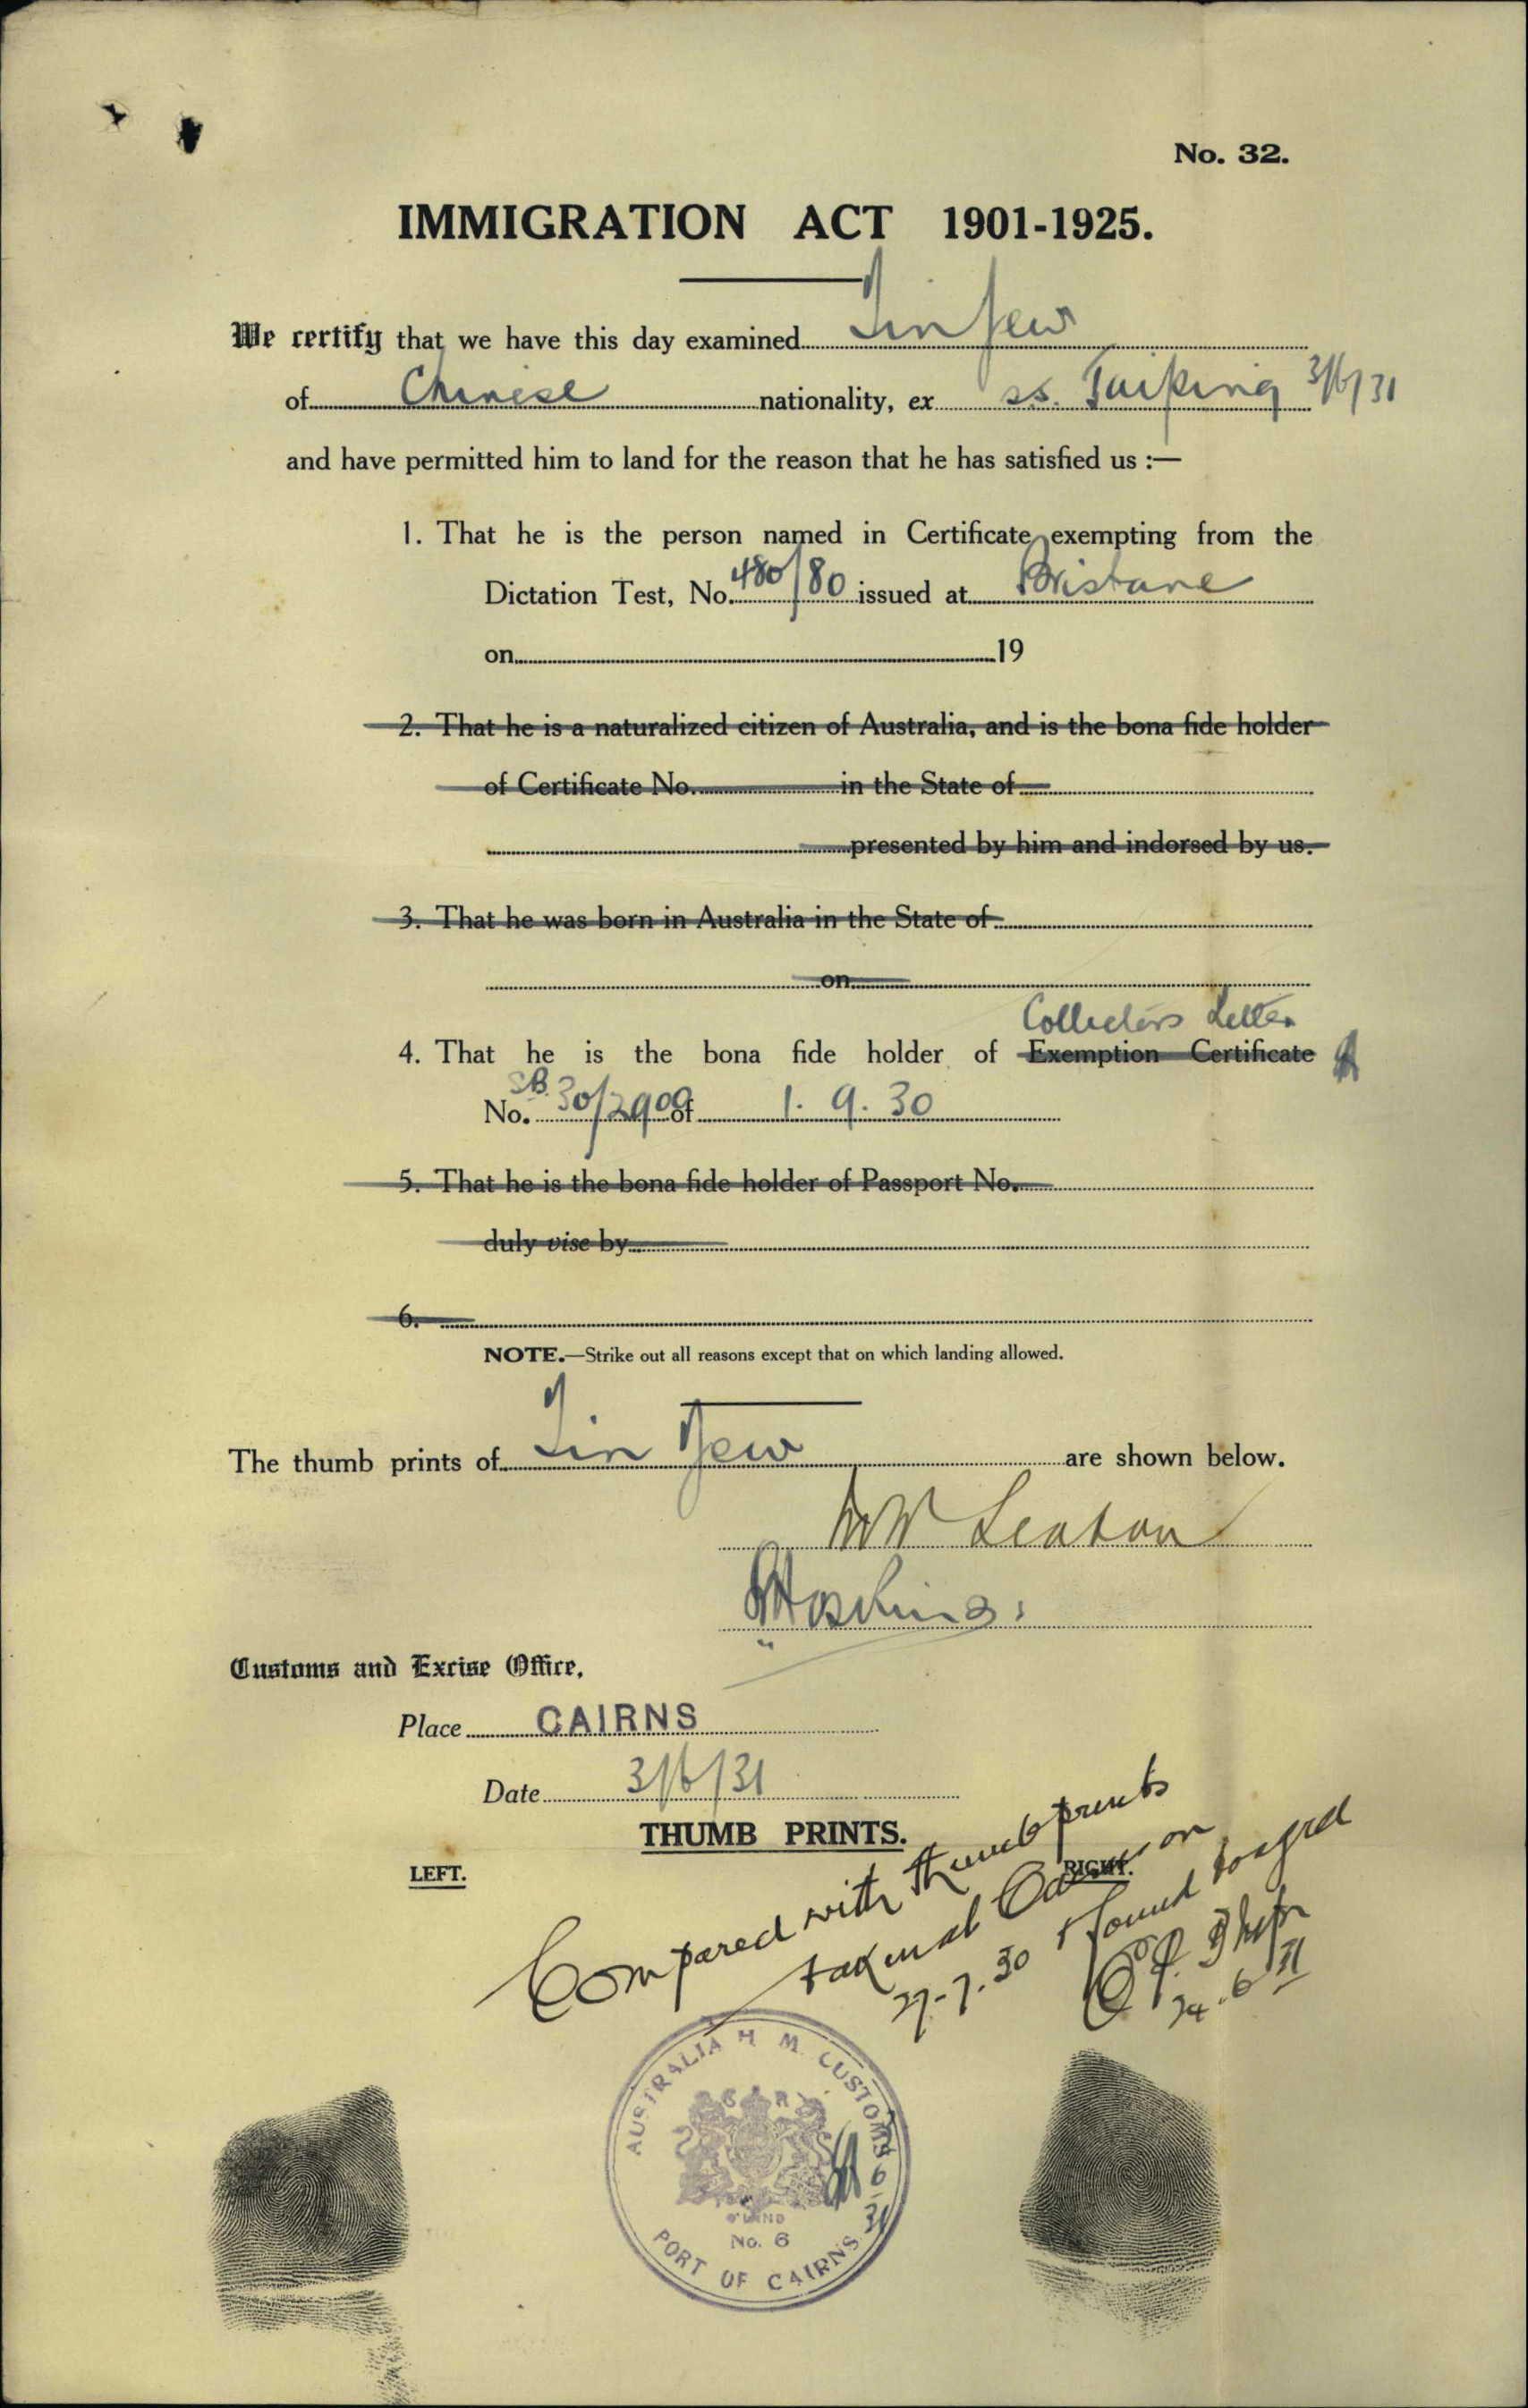 No. 32.
IMMIGRATION ACT 1901-1925.
We certify that we have this day examined Tin Yew
of Chinese nationality, ex ss. Taiping 3/6/31
and have permitted him to land for the reason that he has satisfied us :—
1. That he is the person named in Certificate exempting from the
Dictation Test, No. 480/80 issued at Brisbane
on 19
2. That he is a naturalized citizen of Australia, and is the bona fide holder
of Certificate No. in the State of
presented by him and indorsed by us.
3. That he was born in Australia in the State of
on
Collectors Letter
4. That he is the bona fide holder of Exemption Certificate
No. SB. 30/2909 of 1. 9. 30
5. That he is the bona fide holder of Passport No.
duly vise by
6.
NOTE.—Strike out all reasons except that on which landing allowed.
The thumb prints of Tin Yew are shown below.
Customs and Excise Office,
Place CAIRNS
Date 3/6/31
THUMB PRINTS.
LEFT. RIGHT.
Compared with thumb prints
taken at Cairns on
27-7-30 & found to agree
24.6.31
AUSTRALIA H. M. CUSTOMS
G R
Q'LAND
No. 6
PORT OF CAIRNS